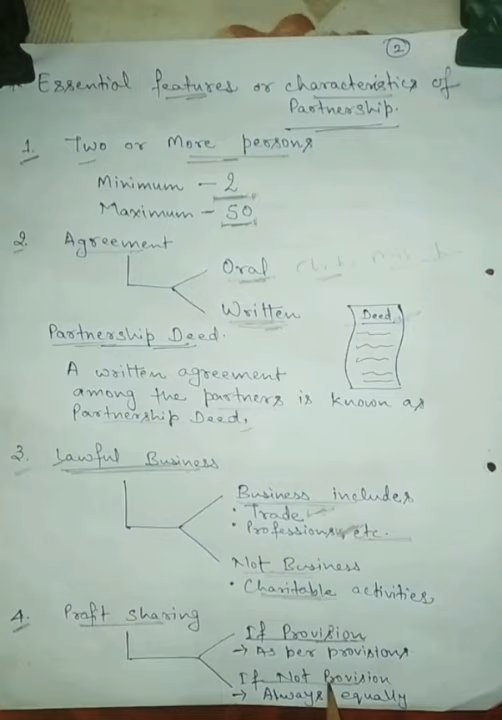 2
Essential features or characteristics of
Partnership.
1. Two or More persons
Minimum - 2
Maximum - 50
2. Agreement
Oral
Written
Deed
Partnership Deed.
A written agreement
among the partners is known as
Partnership Deed.
3. Lawful Business
Business includes
• Trade
• Professions, etc.
Not Business
• Charitable activities
4. Profit sharing
If Provision
→ As per provisions
If Not Provision
→ Always equally